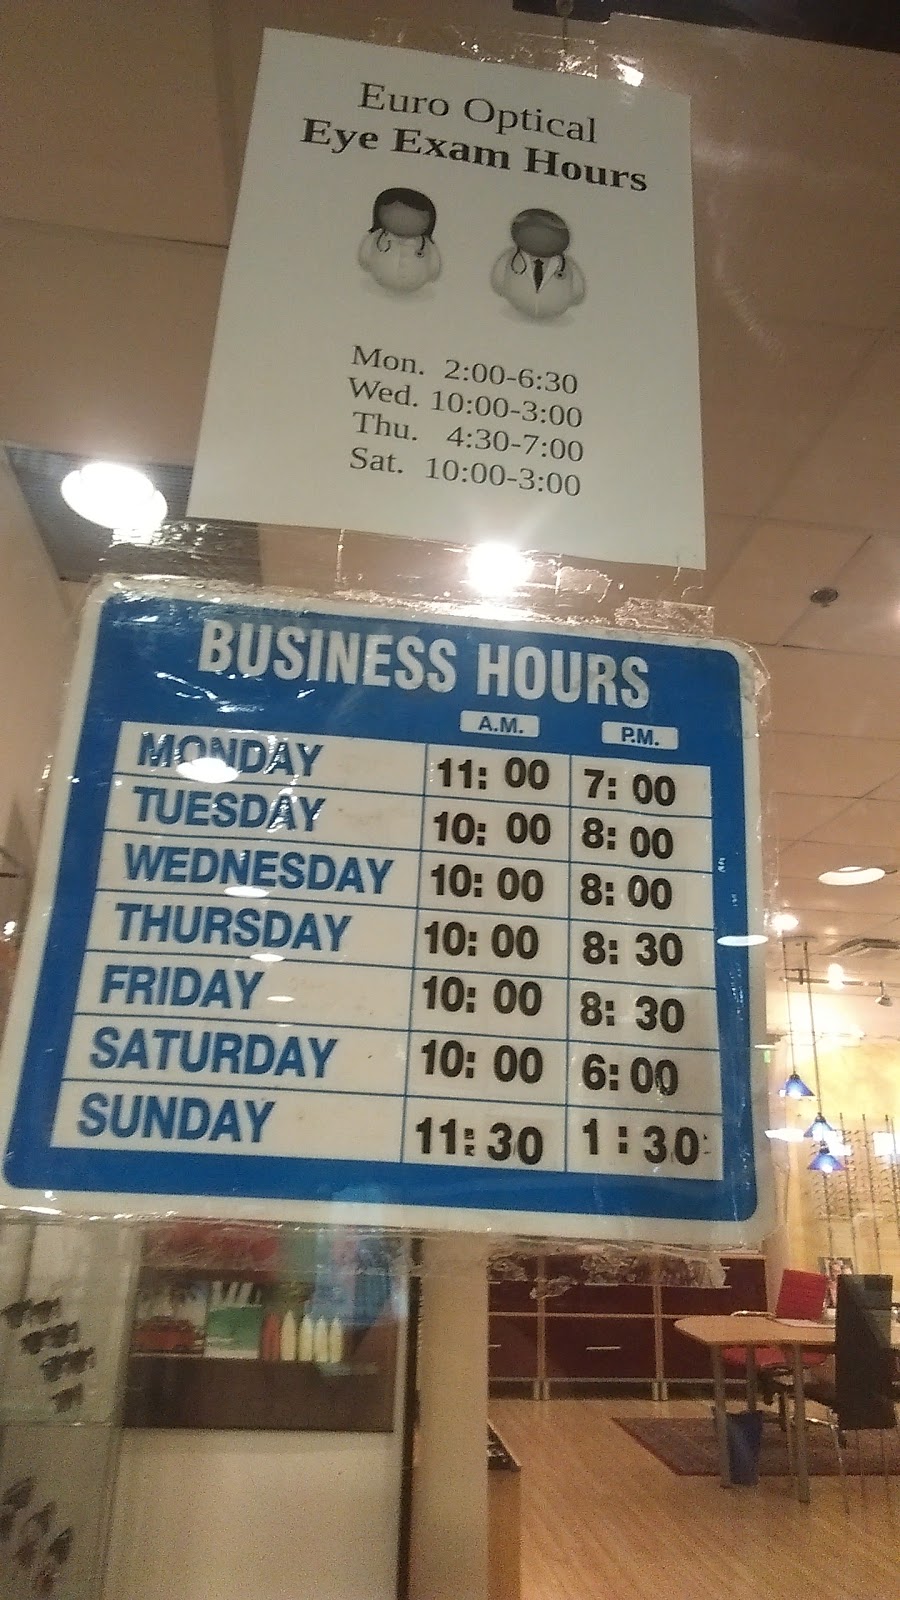 Euro Optical
Eye Exam Hours
Mon. 2:00-6:30
Wed. 10:00-3:00
Thu. 4:30-7:00
Sat. 10:00-3:00
BUSINESS HOURS
A.M. P.M.
MONDAY 11: 00 7: 00
TUESDAY 10: 00 8: 00
WEDNESDAY 10: 00 8: 00
THURSDAY 10: 00 8: 30
FRIDAY 10: 00 8: 30
SATURDAY 10: 00 6: 00
SUNDAY 11: 30 1 : 30